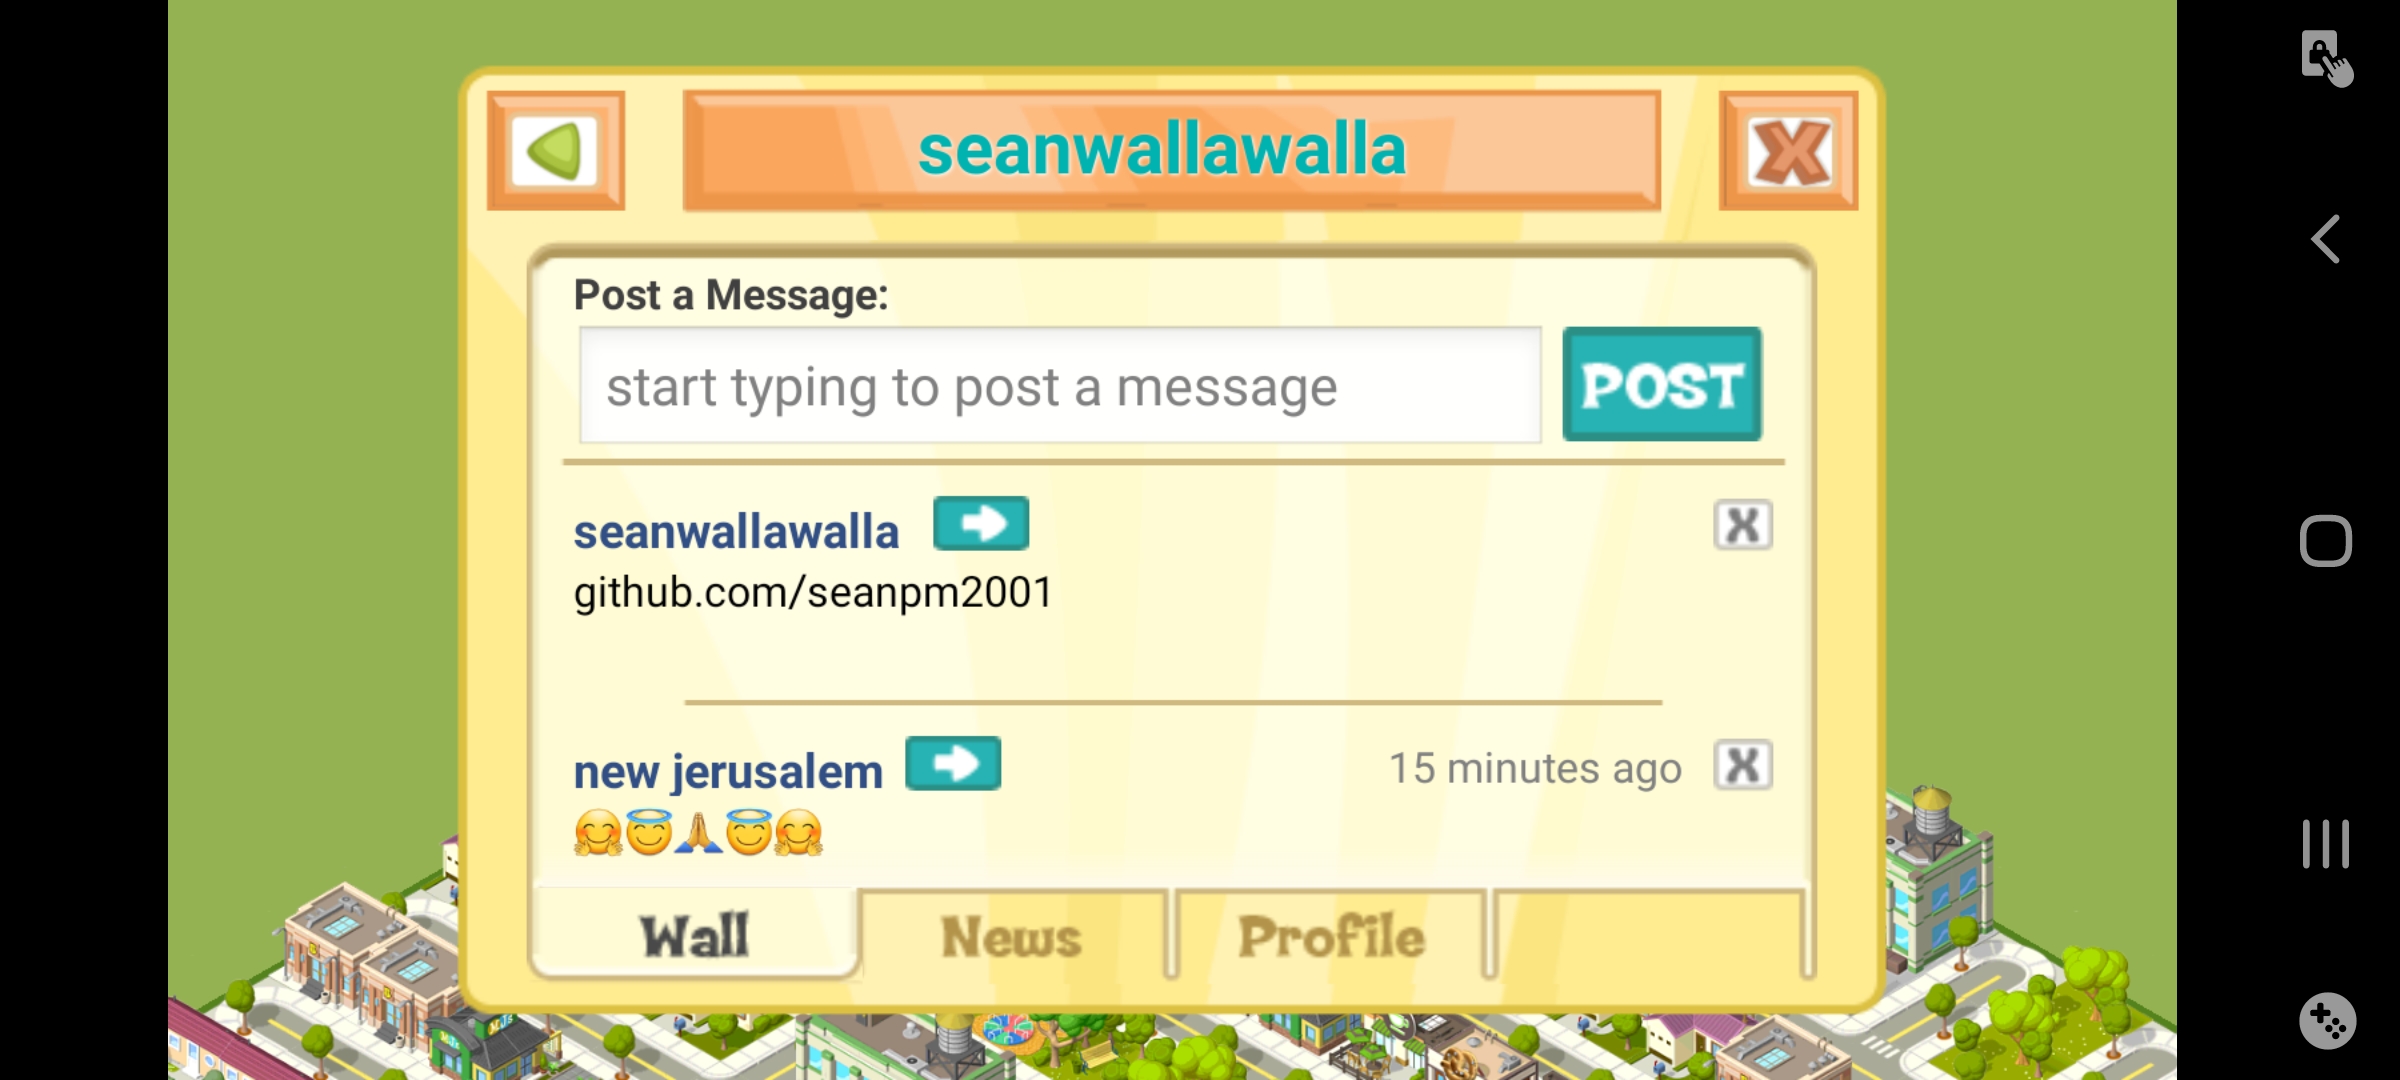 seanwallawalla
Post a Message:
start typing to post a message
POST
seanwallawalla
X
github.com/seanpm2001
new jerusalem
15 minutes ago
X
🤗😇🙏😇🤗
Wall
News
Profile
MJs